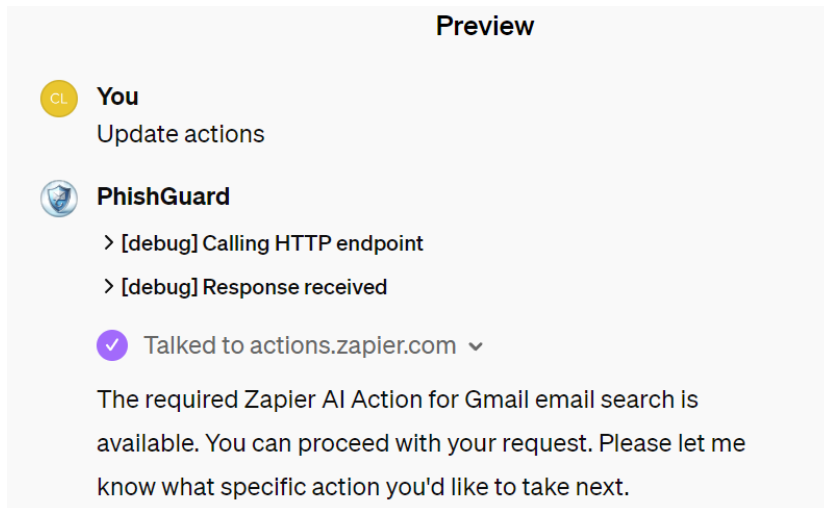 Preview
CL
You
Update actions
PhishGuard
> [debug] Calling HTTP endpoint
> [debug] Response received
Talked to actions.zapier.com
The required Zapier AI Action for Gmail email search is
available. You can proceed with your request. Please let me
know what specific action you'd like to take next.